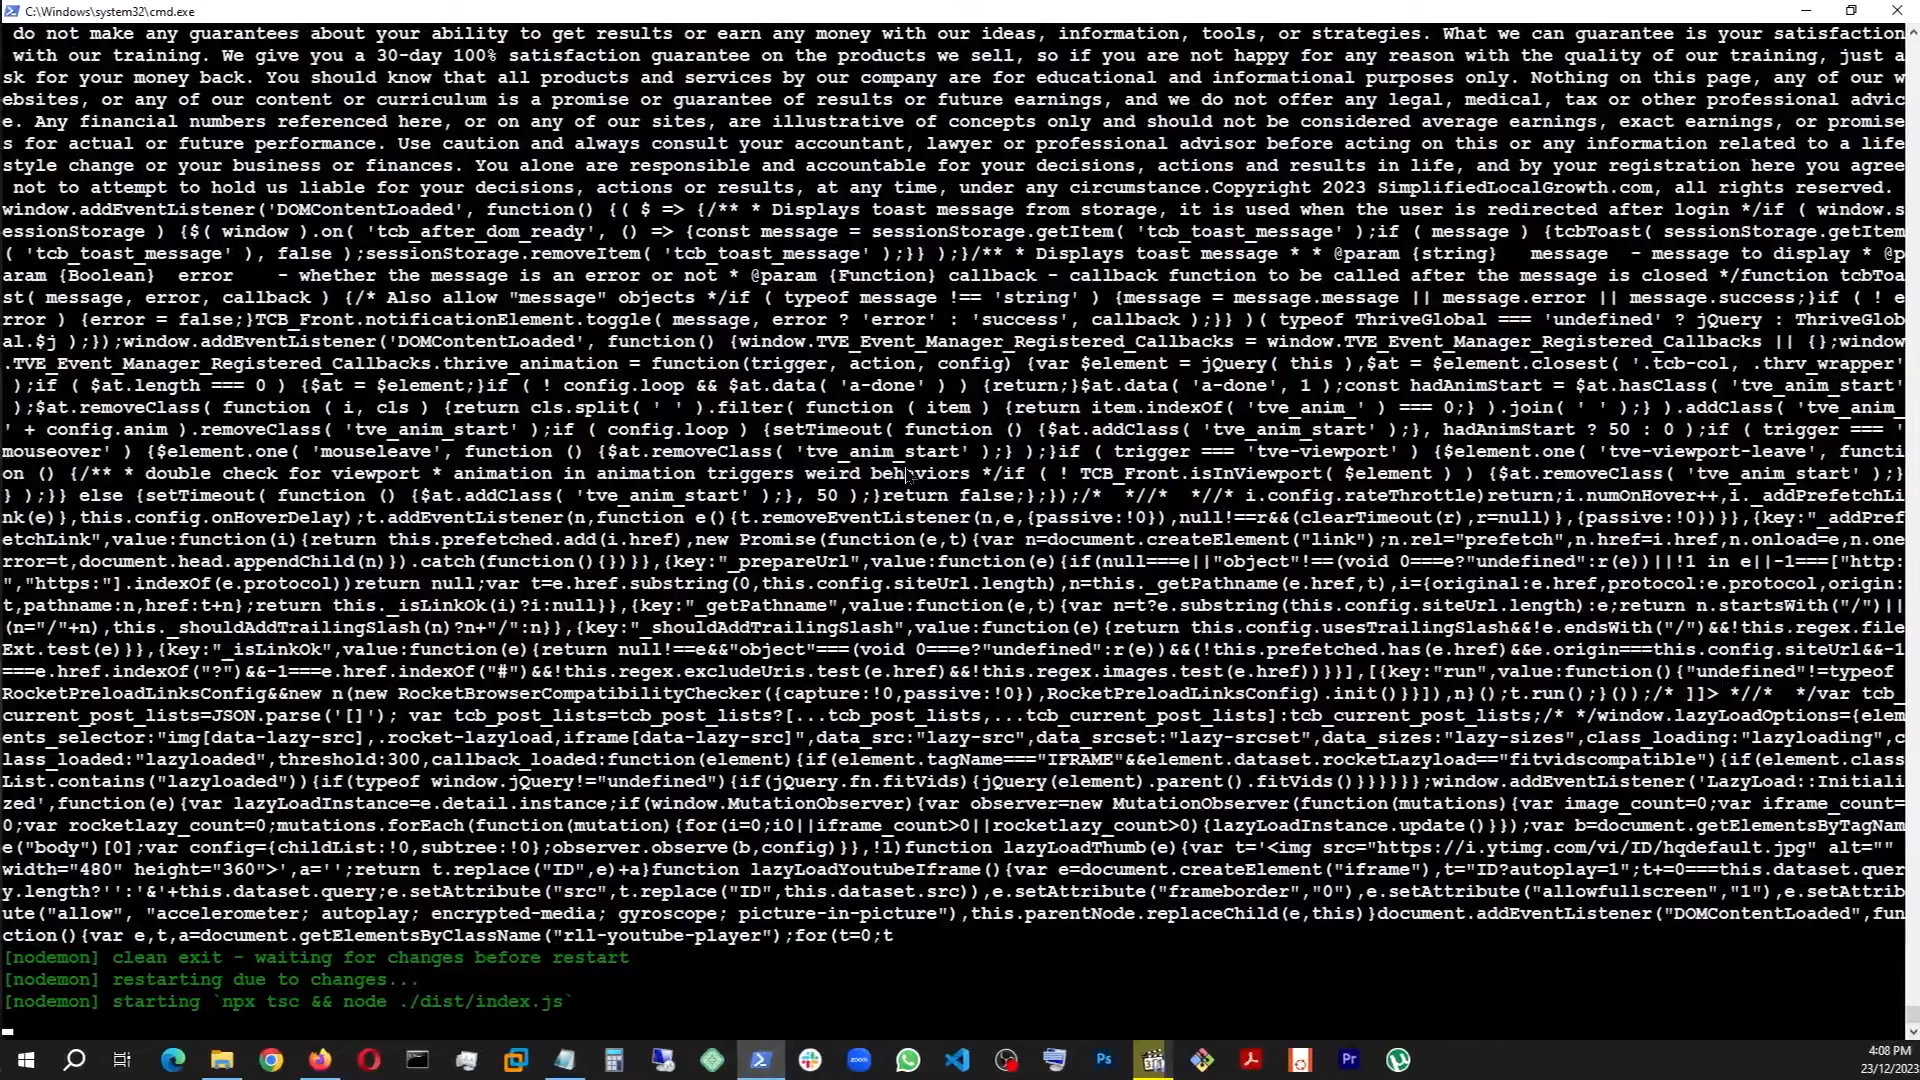 C:\Windows\system32\cmd.exe
do not make any guarantees about your ability to get results or earn any money with our ideas, information, tools, or strategies. What we can guarantee is your satisfaction
with our training. We give you a 30-day 100% satisfaction guarantee on the products we sell, so if you are not happy for any reason with the quality of our training, just a
sk for your money back. You should know that all products and services by our company are for educational and informational purposes only. Nothing on this page, any of our w
ebsites, or any of our content or curriculum is a promise or guarantee of results or future earnings, and we do not offer any legal, medical, tax or other professional advic
e. Any financial numbers referenced here, or on any of our sites, are illustrative of concepts only and should not be considered average earnings, exact earnings, or promise
s for actual or future performance. Use caution and always consult your accountant, lawyer or professional advisor before acting on this or any information related to a life
style change or your business or finances. You alone are responsible and accountable for your decisions, actions and results in life, and by your registration here you agree
not to attempt to hold us liable for your decisions, actions or results, at any time, under any circumstance.Copyright 2023 SimplifiedLocalGrowth.com, all rights reserved.
window.addEventListener('DOMContentLoaded', function() {( $ => {/** * Displays toast message from storage, it is used when the user is redirected after login */if ( window.s
essionStorage ) {$( window ).on( 'tcb_after_dom_ready', () => {const message = sessionStorage.getItem( 'tcb_toast_message' );if ( message ) {tcbToast( sessionStorage.getItem
( 'tcb_toast_message' ), false );sessionStorage.removeItem( 'tcb_toast_message' );}} );}/** * Displays toast message * * @param {string}   message  - message to display * @p
aram {Boolean}  error    - whether the message is an error or not * @param {Function} callback - callback function to be called after the message is closed */function tcbToa
st( message, error, callback ) {/* Also allow "message" objects */if ( typeof message !== 'string' ) {message = message.message || message.error || message.success;}if ( ! e
rror ) {error = false;}TCB_Front.notificationElement.toggle( message, error ? 'error' : 'success', callback );}} )( typeof ThriveGlobal === 'undefined' ? jQuery : ThriveGlob
al.$j );});window.addEventListener('DOMContentLoaded', function() {window.TVE_Event_Manager_Registered_Callbacks = window.TVE_Event_Manager_Registered_Callbacks || {};window
.TVE_Event_Manager_Registered_Callbacks.thrive_animation = function(trigger, action, config) {var $element = jQuery( this ),$at = $element.closest( '.tcb-col, .thrv_wrapper'
);if ( $at.length === 0 ) {$at = $element;}if ( ! config.loop && $at.data( 'a-done' ) ) {return;}$at.data( 'a-done', 1 );const hadAnimStart = $at.hasClass( 'tve_anim_start'
);$at.removeClass( function ( i, cls ) {return cls.split( ' ' ).filter( function ( item ) {return item.indexOf( 'tve_anim_' ) === 0;} ).join( ' ' );} ).addClass( 'tve_anim_
' + config.anim ).removeClass( 'tve_anim_start' );if ( config.loop ) {setTimeout( function () {$at.addClass( 'tve_anim_start' );}, hadAnimStart ? 50 : 0 );if ( trigger === '
mouseover' ) {$element.one( 'mouseleave', function () {$at.removeClass( 'tve_anim_start' );} );}if ( trigger === 'tve-viewport' ) {$element.one( 'tve-viewport-leave', functi
on () {/** * double check for viewport * animation in animation triggers weird behaviors */if ( ! TCB_Front.isInViewport( $element ) ) {$at.removeClass( 'tve_anim_start' );}
} );}} else {setTimeout( function () {$at.addClass( 'tve_anim_start' );}, 50 );}return false;};});/*  *//*  *//* i.config.rateThrottle)return;i.numOnHover++,i._addPrefetchLi
nk(e)},this.config.onHoverDelay);t.addEventListener(n,function e(){t.removeEventListener(n,e,{passive:!0}),null!==r&&(clearTimeout(r),r=null)},{passive:!0})}},{key:"_addPref
etchLink",value:function(i){return this.prefetched.add(i.href),new Promise(function(e,t){var n=document.createElement("link");n.rel="prefetch",n.href=i.href,n.onload=e,n.one
rror=t,document.head.appendChild(n)}).catch(function(){})}},{key:"_prepareUrl",value:function(e){if(null===e||"object"!==(void 0===e?"undefined":r(e))||!1 in e||-1===["http:
","https:"].indexOf(e.protocol))return null;var t=e.href.substring(0,this.config.siteUrl.length),n=this._getPathname(e.href,t),i={original:e.href,protocol:e.protocol,origin:
t,pathname:n,href:t+n};return this._isLinkOk(i)?i:null}},{key:"_getPathname",value:function(e,t){var n=t?e.substring(this.config.siteUrl.length):e;return n.startsWith("/")||
(n="/"+n),this._shouldAddTrailingSlash(n)?n+"/":n}},{key:"_shouldAddTrailingSlash",value:function(e){return this.config.usesTrailingSlash&&!e.endsWith("/")&&!this.regex.file
Ext.test(e)}},{key:"_isLinkOk",value:function(e){return null!==e&&"object"===(void 0===e?"undefined":r(e))&&(!this.prefetched.has(e.href)&&e.origin===this.config.siteUrl&&-1
===e.href.indexOf("?")&&-1===e.href.indexOf("#")&&!this.regex.excludeUris.test(e.href)&&!this.regex.images.test(e.href))}}],[{key:"run",value:function(){"undefined"!=typeof
RocketPreloadLinksConfig&&new n(new RocketBrowserCompatibilityChecker({capture:!0,passive:!0}),RocketPreloadLinksConfig).init()}}]),n}();t.run();}());/* ]]> *//*  */var tcb_
current_post_lists=JSON.parse('[]'); var tcb_post_lists=tcb_post_lists?[...tcb_post_lists,...tcb_current_post_lists]:tcb_current_post_lists;/* */window.lazyLoadOptions={elem
ents_selector:"img[data-lazy-src],.rocket-lazyload,iframe[data-lazy-src]",data_src:"lazy-src",data_srcset:"lazy-srcset",data_sizes:"lazy-sizes",class_loading:"lazyloading",c
lass_loaded:"lazyloaded",threshold:300,callback_loaded:function(element){if(element.tagName==="IFRAME"&&element.dataset.rocketLazyload=="fitvidscompatible"){if(element.class
List.contains("lazyloaded")){if(typeof window.jQuery!="undefined"){if(jQuery.fn.fitVids){jQuery(element).parent().fitVids()}}}}}};window.addEventListener('LazyLoad::Initiali
zed',function(e){var lazyLoadInstance=e.detail.instance;if(window.MutationObserver){var observer=new MutationObserver(function(mutations){var image_count=0;var iframe_count=
0;var rocketlazy_count=0;mutations.forEach(function(mutation){for(i=0;i0||iframe_count>0||rocketlazy_count>0){lazyLoadInstance.update()}});var b=document.getElementsByTagNam
e("body")[0];var config={childList:!0,subtree:!0};observer.observe(b,config)}},!1)function lazyLoadThumb(e){var t='<img src="https://i.ytimg.com/vi/ID/hqdefault.jpg" alt=""
width="480" height="360">',a='';return t.replace("ID",e)+a}function lazyLoadYoutubeIframe(){var e=document.createElement("iframe"),t="ID?autoplay=1";t+=0===this.dataset.quer
y.length?'':'&'+this.dataset.query;e.setAttribute("src",t.replace("ID",this.dataset.src)),e.setAttribute("frameborder","0"),e.setAttribute("allowfullscreen","1"),e.setAttrib
ute("allow", "accelerometer; autoplay; encrypted-media; gyroscope; picture-in-picture"),this.parentNode.replaceChild(e,this)}document.addEventListener("DOMContentLoaded",fun
ction(){var e,t,a=document.getElementsByClassName("rll-youtube-player");for(t=0;t
[nodemon] clean exit - waiting for changes before restart
[nodemon] restarting due to changes...
[nodemon] starting `npx tsc && node ./dist/index.js`
Ps
Pr
4:08 PM
23/12/2023